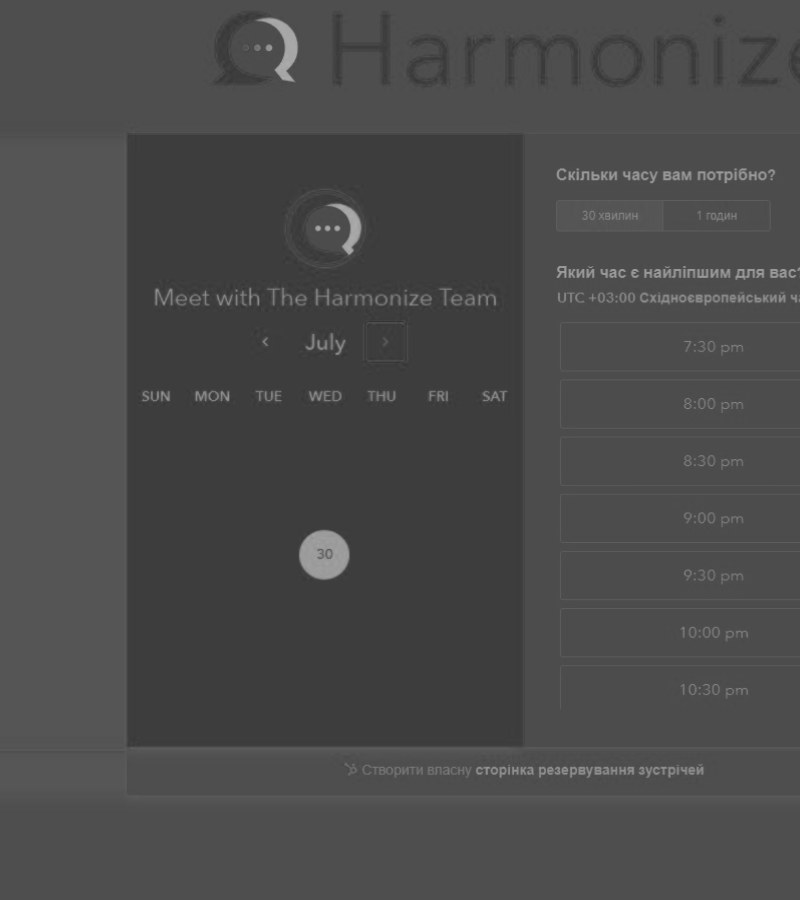 Harmonize
Meet with The Harmonize Team
July
SUN MON TUE WED THU FRI SAT
30
Скільки часу вам потрібно?
30 хвилин 1 годин
Який час є найліпшим для вас?
UTC +03:00 Східноєвропейський ча
7:30 pm
8:00 pm
8:30 pm
9:00 pm
9:30 pm
10:00 pm
10:30 pm
Створити власну сторінка резервування зустрічей